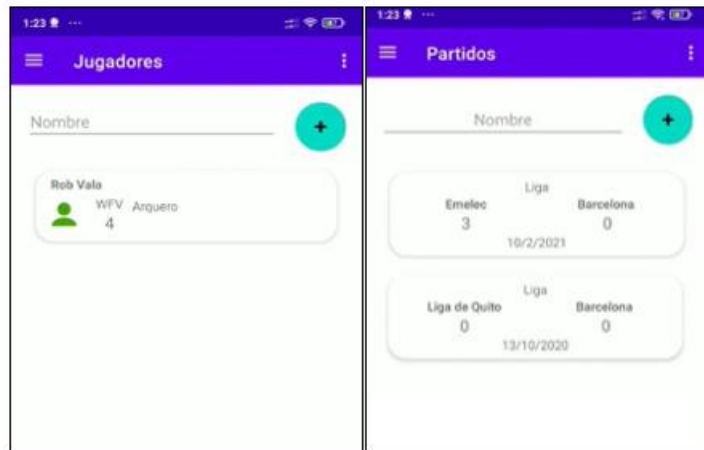 1:23 ...
Jugadores
Nombre
+
Rob Vala
WFV Arquero
4
1:23 ...
Partidos
Nombre
+
Liga
Emelec Barcelona
3 0
10/2/2021
Liga
Liga de Quito Barcelona
0 0
13/10/2020